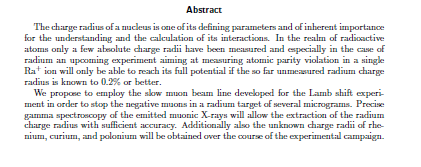 Abstract
The charge radius of a nucleus is one of its defining parameters and of inherent importance
for the understanding and the calculation of its interactions. In the realm of radioactive
atoms only a few absolute charge radii have been measured and especially in the case of
radium an upcoming experiment aiming at measuring atomic parity violation in a single
Ra⁺ ion will only be able to reach its full potential if the so far unmeasured radium charge
radius is known to 0.2% or better.
We propose to employ the slow muon beam line developed for the Lamb shift experi-
ment in order to stop the negative muons in a radium target of several micrograms. Precise
gamma spectroscopy of the emitted muonic X-rays will allow the extraction of the radium
charge radius with sufficient accuracy. Additionally also the unknown charge radii of rhe-
nium, curium, and polonium will be obtained over the course of the experimental campaign.